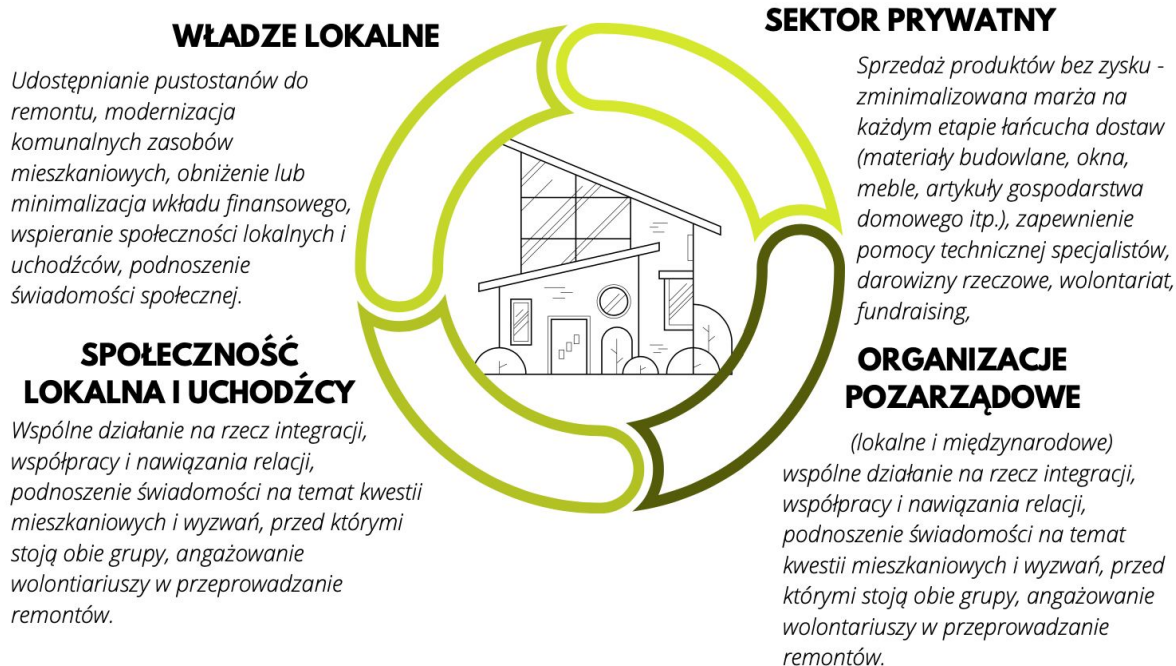 WŁADZE LOKALNE
Udostępnianie pustostanów do
remontu, modernizacja
komunalnych zasobów
mieszkaniowych, obniżenie lub
minimalizacja wkładu finansowego,
wspieranie społeczności lokalnych i
uchodźców, podnoszenie
świadomości społecznej.
SEKTOR PRYWATNY
Sprzedaż produktów bez zysku -
zminimalizowana marża na
każdym etapie łańcucha dostaw
(materiały budowlane, okna,
meble, artykuły gospodarstwa
domowego itp.), zapewnienie
pomocy technicznej specjalistów,
darowizny rzeczowe, wolontariat,
fundraising,
SPOŁECZNOŚĆ
LOKALNA I UCHODŹCY
Wspólne działanie na rzecz integracji,
współpracy i nawiązania relacji,
podnoszenie świadomości na temat kwestii
mieszkaniowych i wyzwań, przed którymi
stoją obie grupy, angażowanie
wolontiariuszy w przeprowadzanie
remontów.
ORGANIZACJE
POZARZĄDOWE
(lokalne i międzynarodowe)
wspólne działanie na rzecz integracji,
współpracy i nawiązania relacji,
podnoszenie świadomości na temat
kwestii mieszkaniowych i wyzwań, przed
którymi stoją obie grupy, angażowanie
wolontariuszy w przeprowadzanie
remontów.